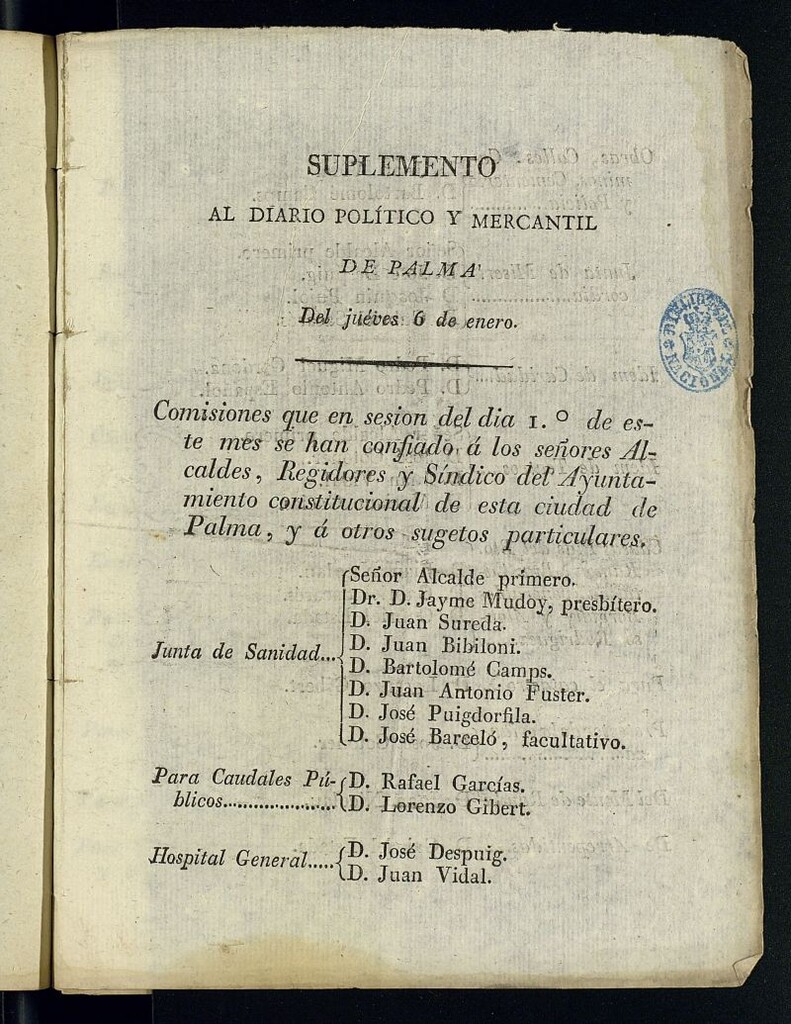 SUPLEMENTO
AL DIARIO POLÍTICO Y MERCANTIL
DE PALMA
Del juéves 6 de enero.
Comisiones que en sesion del dia 1.º de es-
te mes se han confiado á los señores Al-
caldes, Regidores y Síndico del Ayunta-
miento constitucional de esta ciudad de
Palma, y á otros sugetos particulares.
Junta de Sanidad...
Señor Alcalde primero.
Dr. D. Jayme Mudoy, presbítero.
D. Juan Sureda.
D. Juan Bibiloni.
D. Bartolomé Camps.
D. Juan Antonio Fuster.
D. José Puigdorfila.
D. José Barceló, facultativo.
Para Caudales Pú-
blicos.....................
D. Rafael Garcías.
D. Lorenzo Gibert.
Hospital General.....
D. José Despuig.
D. Juan Vidal.